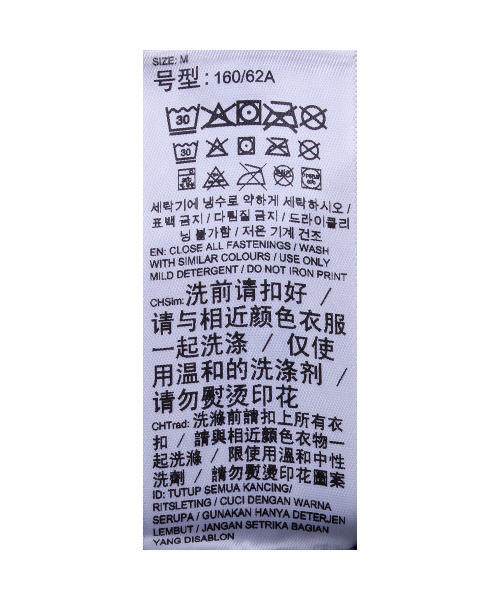 SIZE: M
号型: 160/62A
30
30
세탁기에 냉수로 약하게 세탁하시오 /
표백 금지 / 다림질 금지 / 드라이클리
닝 불가함 / 저온 기계 건조
EN: CLOSE ALL FASTENINGS / WASH
WITH SIMILAR COLOURS / USE ONLY
MILD DETERGENT / DO NOT IRON PRINT
CHSim: 洗前请扣好 /
请与相近颜色衣服
一起洗涤 / 仅使
用温和的洗涤剂 /
请勿熨烫印花
CHTrad: 洗滌前請扣上所有衣
扣 / 請與相近顏色衣物一
起洗滌 / 限使用溫和中性
洗劑 / 請勿熨燙印花圖案
ID: TUTUP SEMUA KANCING/
RITSLETING / CUCI DENGAN WARNA
SERUPA / GUNAKAN HANYA DETERJEN
LEMBUT / JANGAN SETRIKA BAGIAN
YANG DISABLON